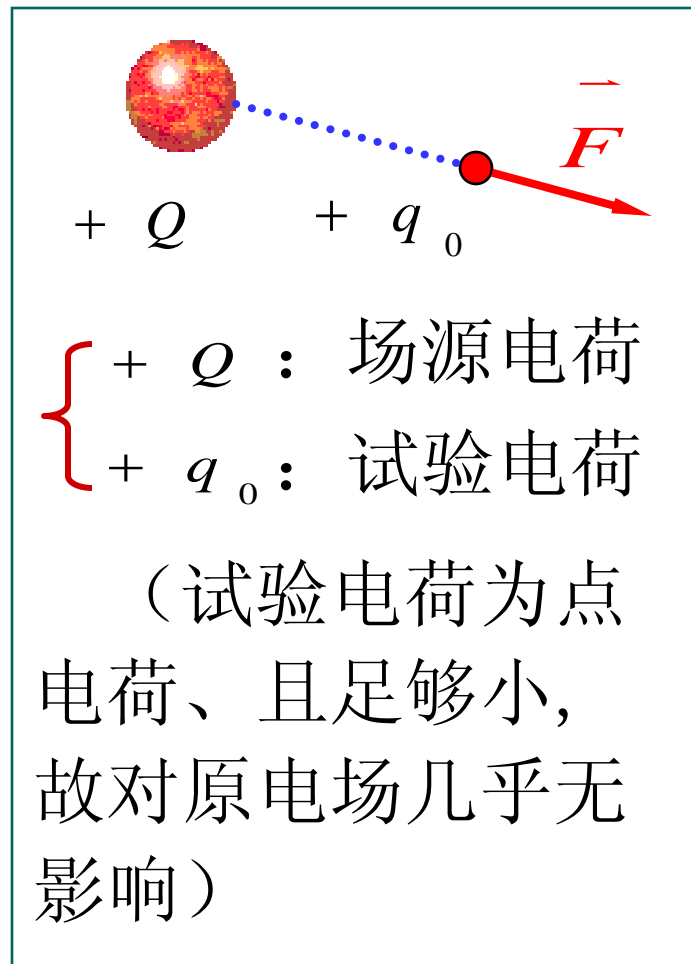 F
+ Q + q0
+ Q：场源电荷
+ q0：试验电荷
（试验电荷为点
电荷、且足够小,
故对原电场几乎无
影响）